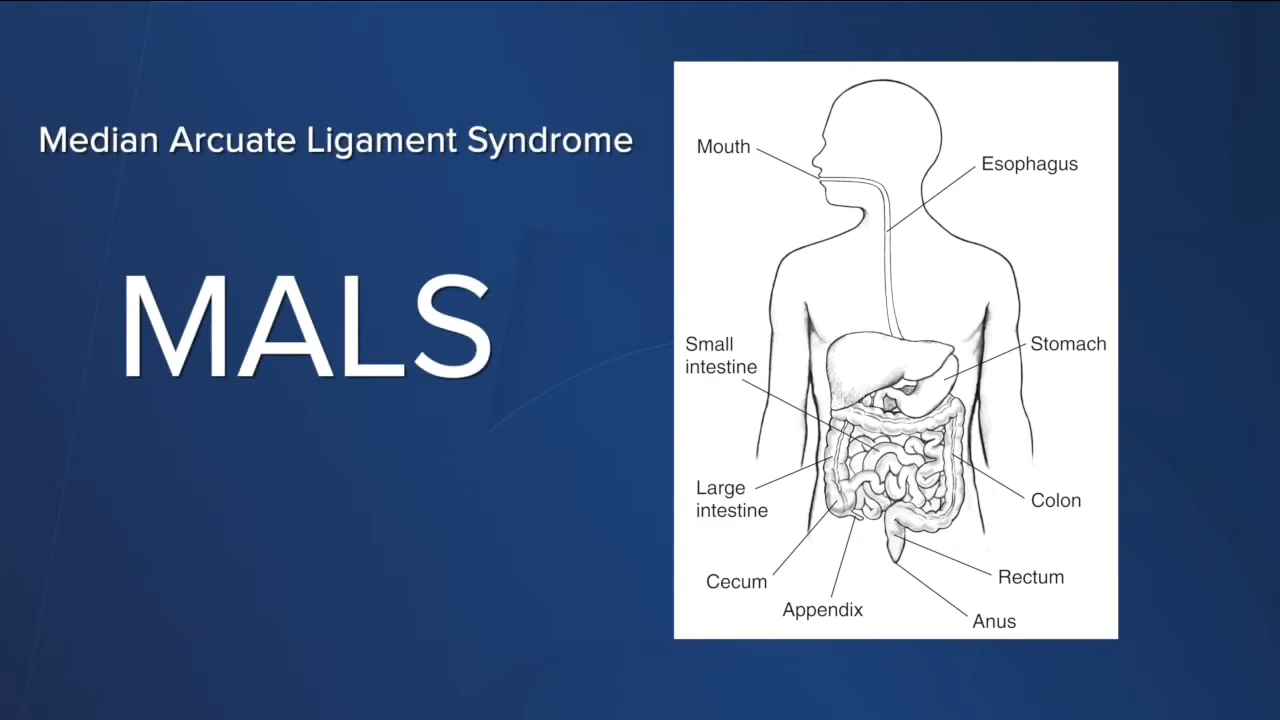 Median Arcuate Ligament Syndrome
MALS
Mouth
Esophagus
Small
intestine
Stomach
Large
intestine
Colon
Cecum
Rectum
Appendix
Anus